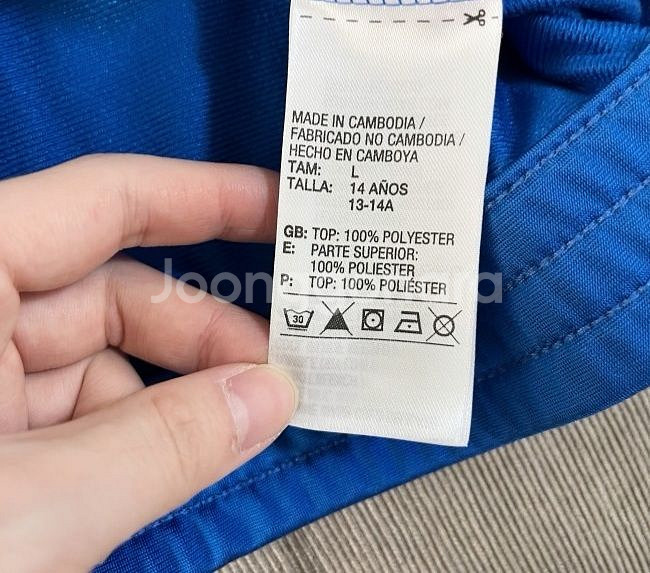 MADE IN CAMBODIA /
FABRICADO NO CAMBODIA /
HECHO EN CAMBOYA
TAM: L
TALLA: 14 AÑOS
13-14A
GB: TOP: 100% POLYESTER
E: PARTE SUPERIOR:
100% POLIESTER
P: TOP: 100% POLIÉSTER
30